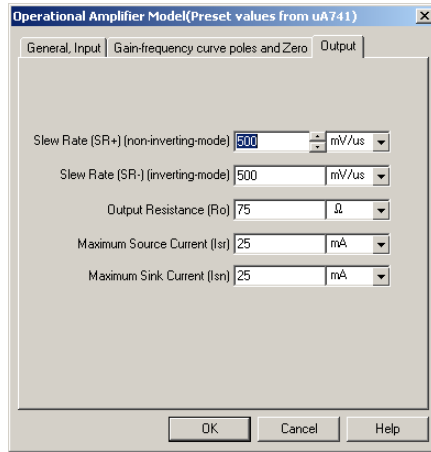 Operational Amplifier Model(Preset values from uA741)
General, Input Gain-frequency curve poles and Zero Output
Slew Rate (SR+) (non-inverting-mode) 500 mV/us
Slew Rate (SR-) (inverting-mode) 500 mV/us
Output Resistance (Ro) 75 Ω
Maximum Source Current (Isr) 25 mA
Maximum Sink Current (Isn) 25 mA
OK Cancel Help